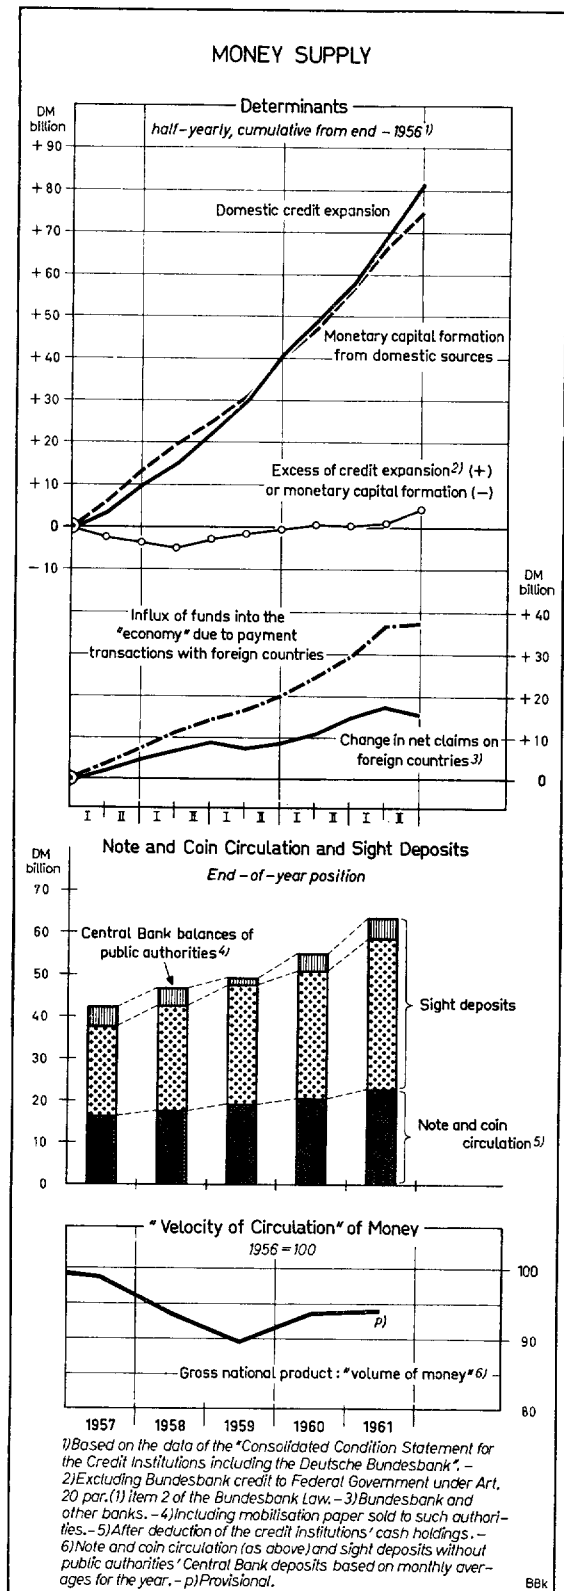 MONEY SUPPLY
Determinants
half-yearly, cumulative from end - 1956 1)
DM
billion
+ 90
+ 80
+ 70
+ 60
+ 50
+ 40
+ 30
+ 20
+ 10
0
- 10
Domestic credit expansion
Monetary capital formation
from domestic sources
Excess of credit expansion 2) (+)
or monetary capital formation (-)
DM
billion
+ 40
+ 30
+ 20
+ 10
0
Influx of funds into the
"economy" due to payment
transactions with foreign countries
Change in net claims on
foreign countries 3)
I II I II I II I II I II
Note and Coin Circulation and Sight Deposits
End-of-year position
DM
billion
70
60
50
40
30
20
10
0
Central Bank balances of
public authorities 4)
Sight deposits
Note and coin
circulation 5)
"Velocity of Circulation" of Money
1956 = 100
100
90
80
p)
Gross national product : "volume of money" 6)
1957 1958 1959 1960 1961
1) Based on the data of the "Consolidated Condition Statement for
the Credit Institutions including the Deutsche Bundesbank". -
2) Excluding Bundesbank credit to Federal Government under Art.
20 par. (1) item 2 of the Bundesbank Law. - 3) Bundesbank and
other banks. - 4) Including mobilisation paper sold to such authori-
ties. - 5) After deduction of the credit institutions' cash holdings. -
6) Note and coin circulation (as above) and sight deposits without
public authorities' Central Bank deposits based on monthly aver-
ages for the year. - p) Provisional.
BBk